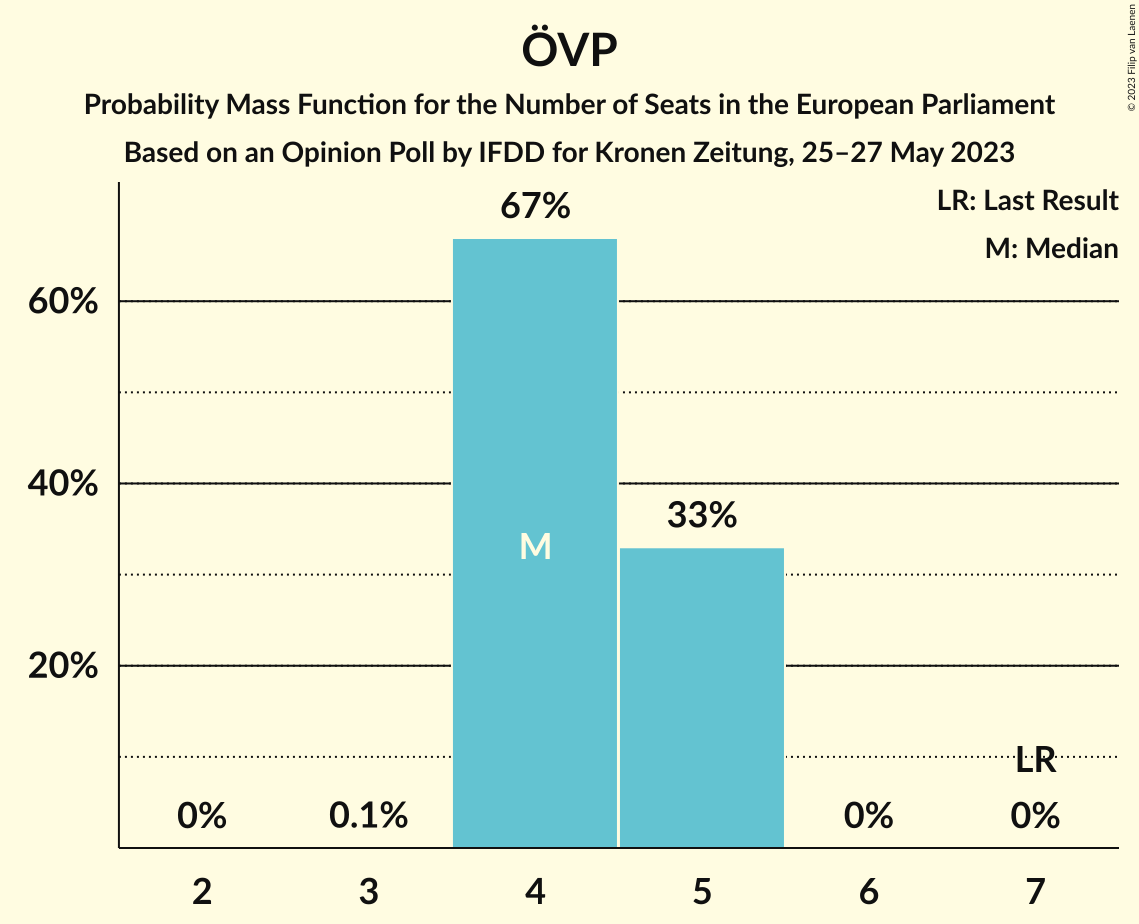 ÖVP
Probability Mass Function for the Number of Seats in the European Parliament
Based on an Opinion Poll by IFDD for Kronen Zeitung, 25–27 May 2023
© 2023 Filip van Laenen
LR: Last Result
M: Median
67%
60%
40%
33%
M
20%
LR
0%
0.1%
0%
0%
2
3
4
5
6
7